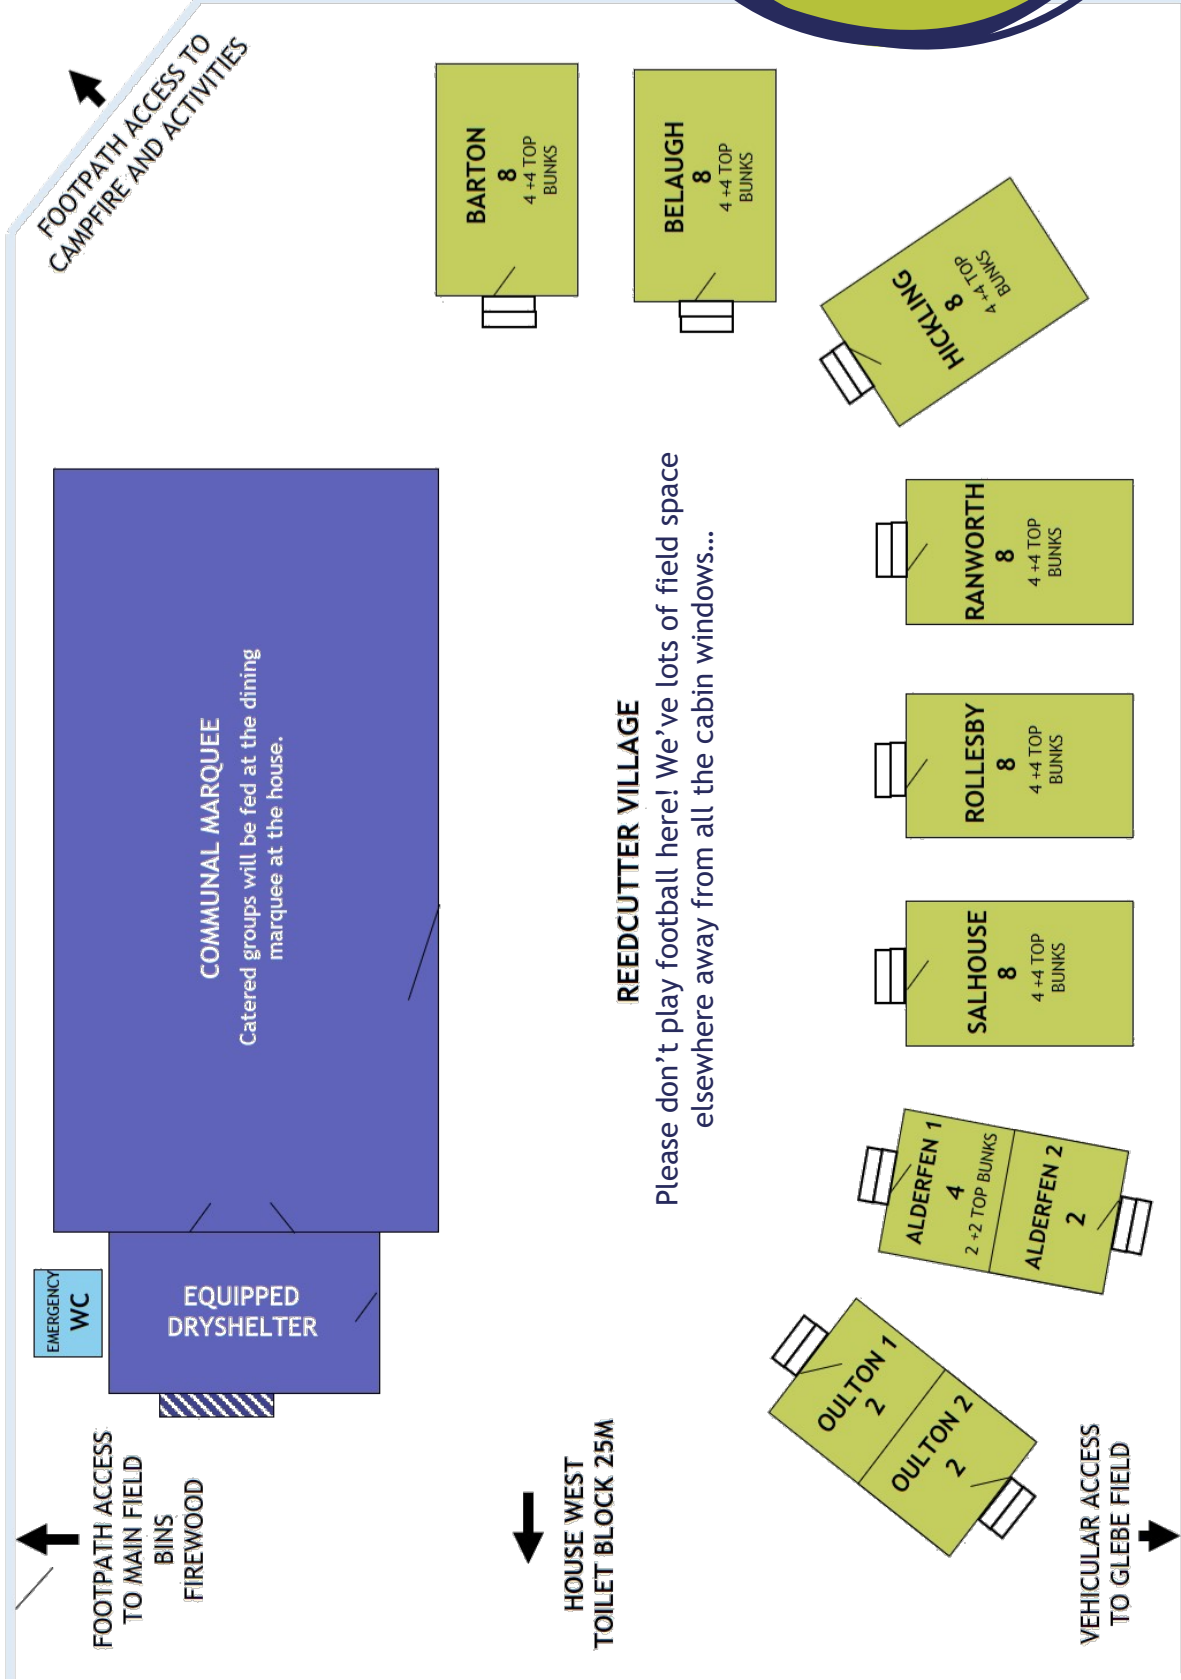 FOOTPATH ACCESS
TO MAIN FIELD
BINS
FIREWOOD
EMERGENCY
WC
EQUIPPED
DRYSHELTER
COMMUNAL MARQUEE
Catered groups will be fed at the dining
marquee at the house.
FOOTPATH ACCESS TO
CAMPFIRE AND ACTIVITIES
HOUSE WEST
TOILET BLOCK 25M
REEDCUTTER VILLAGE
Please don't play football here! We've lots of field space
elsewhere away from all the cabin windows...
BARTON
8
4 +4 TOP
BUNKS
BELAUGH
8
4 +4 TOP
BUNKS
HICKLING
8
4 +4 TOP
BUNKS
RANWORTH
8
4 +4 TOP
BUNKS
ROLLESBY
8
4 +4 TOP
BUNKS
SALHOUSE
8
4 +4 TOP
BUNKS
ALDERFEN 1
4
2 +2 TOP BUNKS
ALDERFEN 2
2
OULTON 1
2
OULTON 2
2
VEHICULAR ACCESS
TO GLEBE FIELD